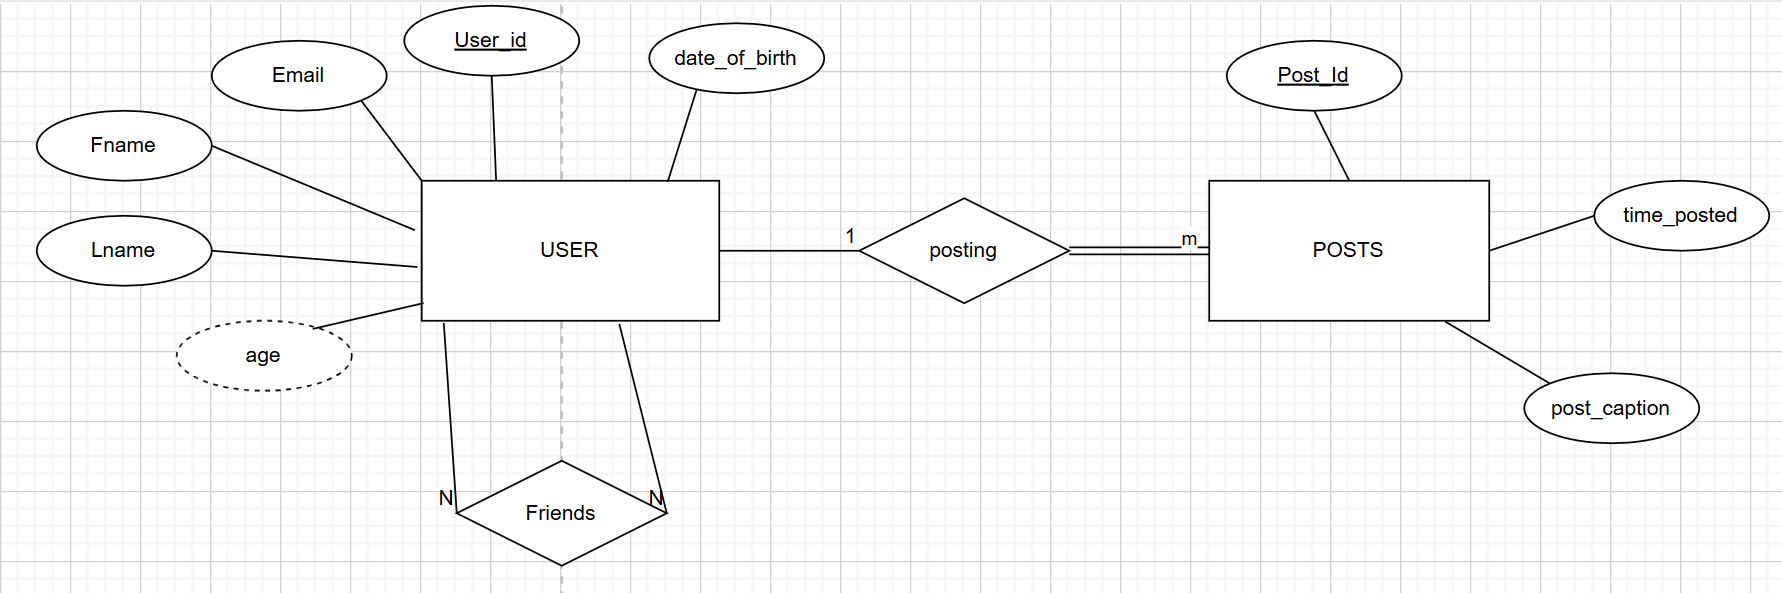 User_id
date_of_birth
Email
Post_Id
Fname
Lname
USER
1
posting
m
POSTS
time_posted
age
post_caption
N
N
Friends